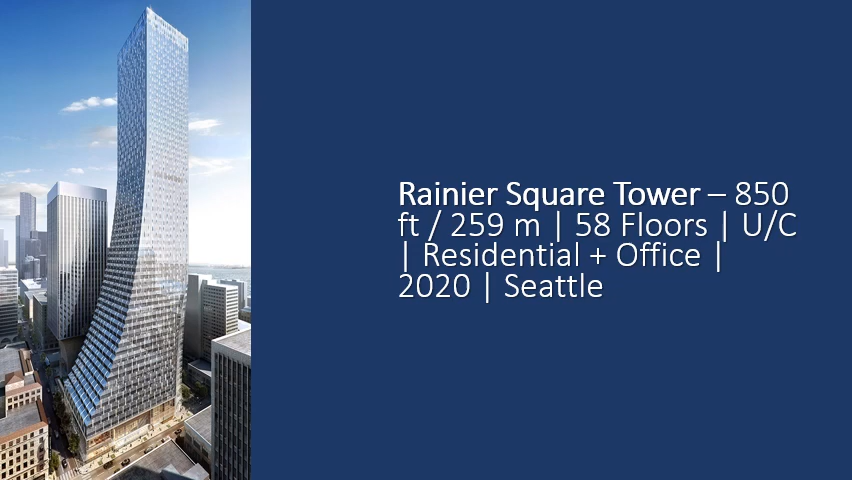 Rainier Square Tower – 850
ft / 259 m | 58 Floors | U/C
| Residential + Office |
2020 | Seattle